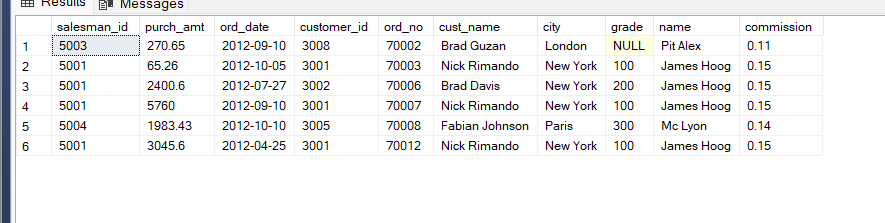 Results Messages
salesman_id purch_amt ord_date customer_id ord_no cust_name city grade name commission
1 5003 270.65 2012-09-10 3008 70002 Brad Guzan London NULL Pit Alex 0.11
2 5001 65.26 2012-10-05 3001 70003 Nick Rimando New York 100 James Hoog 0.15
3 5001 2400.6 2012-07-27 3002 70006 Brad Davis New York 200 James Hoog 0.15
4 5001 5760 2012-09-10 3001 70007 Nick Rimando New York 100 James Hoog 0.15
5 5004 1983.43 2012-10-10 3005 70008 Fabian Johnson Paris 300 Mc Lyon 0.14
6 5001 3045.6 2012-04-25 3001 70012 Nick Rimando New York 100 James Hoog 0.15